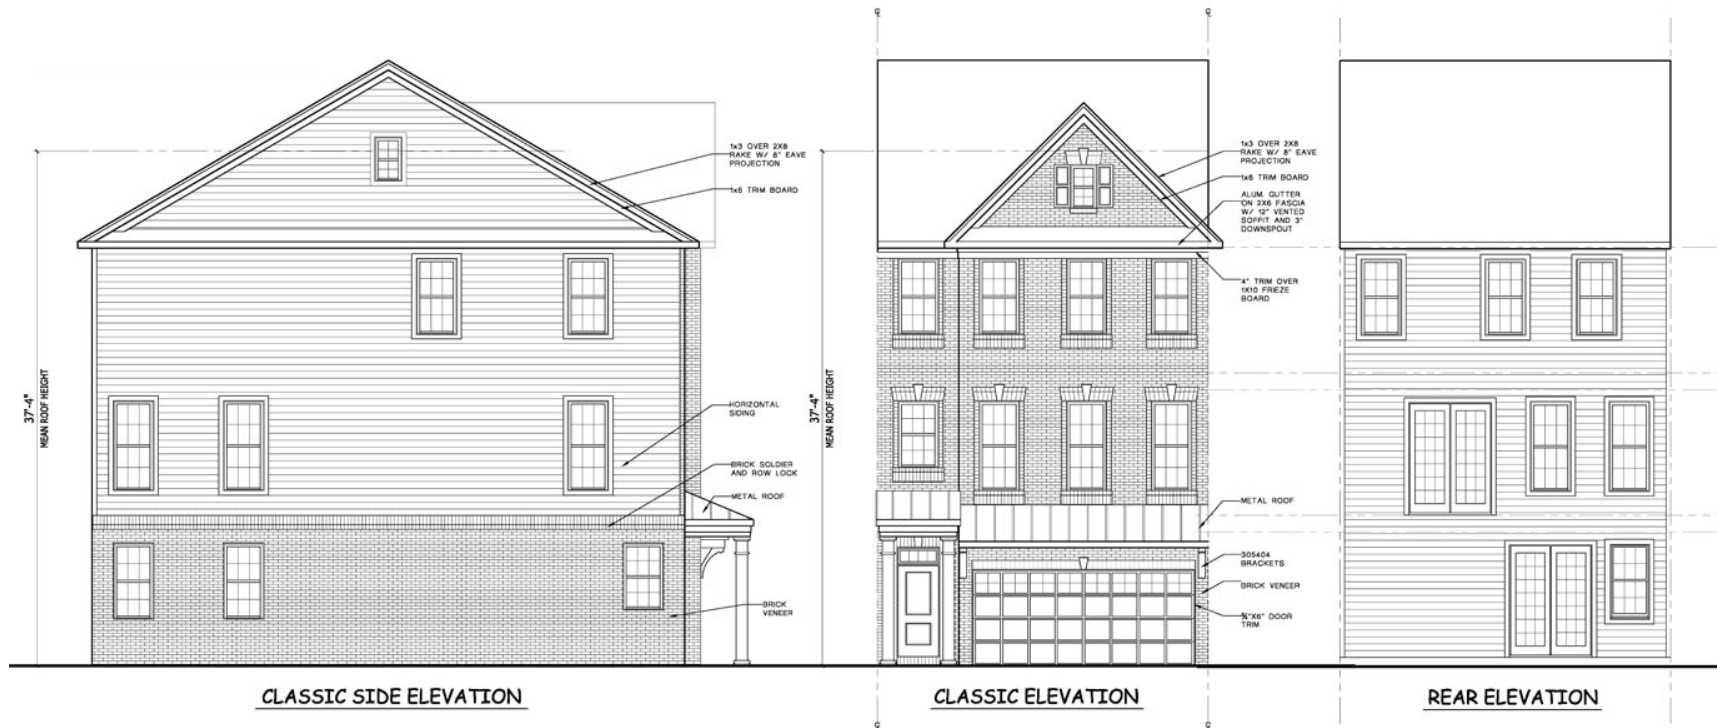 37'-4"
MEAN ROOF HEIGHT
1x3 OVER 2X8
RAKE W/ 8" EAVE
PROJECTION
1x6 TRIM BOARD
HORIZONTAL
SIDING
BRICK SOLDIER
AND ROW LOCK
METAL ROOF
BRICK
VENEER
CLASSIC SIDE ELEVATION
37'-4"
MEAN ROOF HEIGHT
1x3 OVER 2X8
RAKE W/ 8" EAVE
PROJECTION
1x6 TRIM BOARD
ALUM. GUTTER
ON 2X6 FASCIA
W/ 12" VENTED
SOFFIT AND 3"
DOWNSPOUT
4" TRIM OVER
1X10 FRIEZE
BOARD
METAL ROOF
BRACKETS
BRICK VENEER
DOOR
TRIM
CLASSIC ELEVATION
REAR ELEVATION